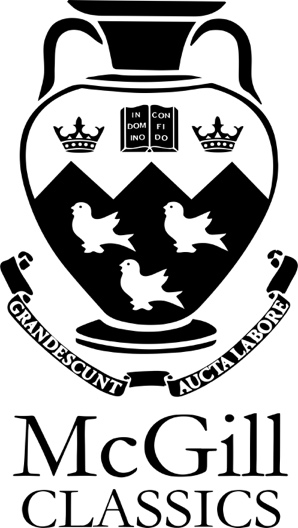 IN CON
DOM FI
INO DO
GRANDESCUNT AUCTA LABORE
McGill
CLASSICS